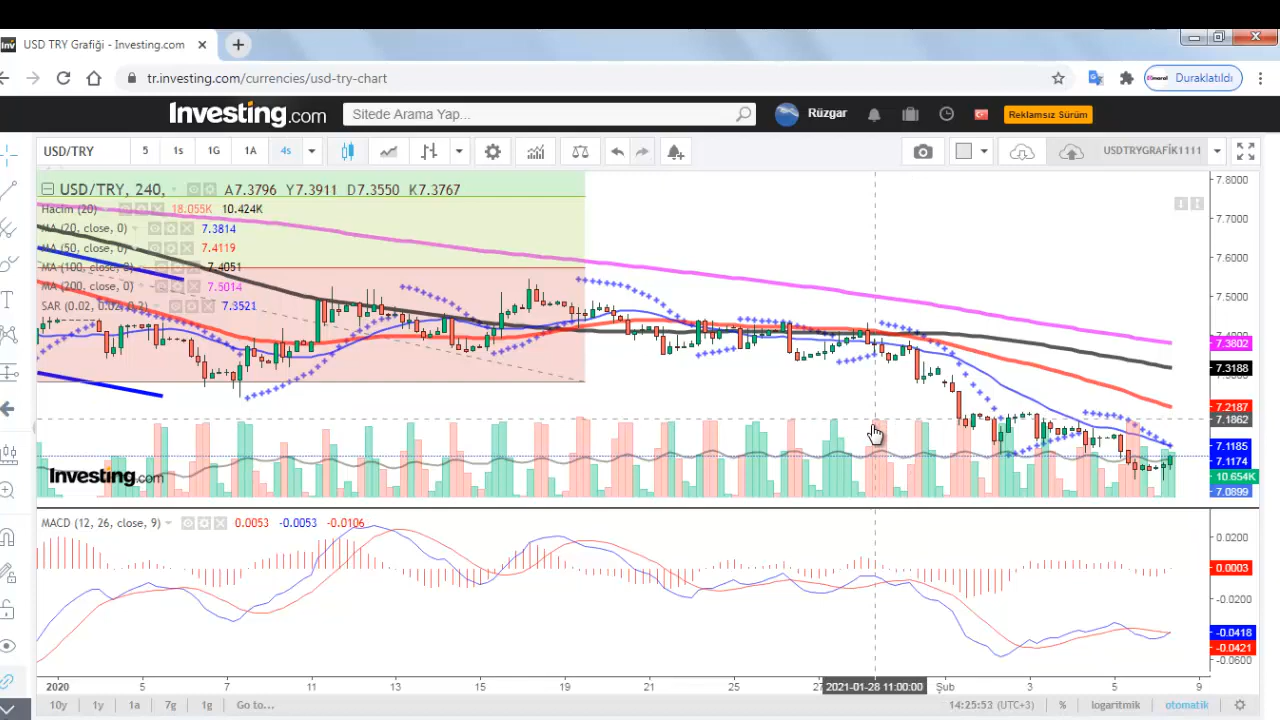 USD TRY Grafiği - Investing.com
tr.investing.com/currencies/usd-try-chart
Duraklatıldı
Investing.com
Sitede Arama Yap...
Rüzgar
Reklamsız Sürüm
USD/TRY 5 1s 1G 1A 4s USDTRYGRAFİK1111
USD/TRY, 240, A7.3796 Y7.3911 D7.3550 K7.3767
Hacim (20) 18.055K 10.424K
MA (20, close, 0) 7.3814
MA (50, close, 0) 7.4119
MA (100, close, 0) 7.4051
MA (200, close, 0) 7.5014
SAR (0.02, 0.02, 0.2) 7.3521
7.8000
7.7000
7.6000
7.5000
7.4000
7.3802
7.3188
7.3000
7.2187
7.1862
7.1185
7.1174
10.654K
7.0899
Investing.com
MACD (12, 26, close, 9) 0.0053 -0.0053 -0.0106
0.0200
0.0003
-0.0200
-0.0418
-0.0421
-0.0600
2020 5 7 11 13 15 19 21 25 27 2021-01-28 11:00:00 Şub 3 5 9
10y 1y 1a 7g 1g Go to... 14:25:53 (UTC+3) % logaritmik otomatik